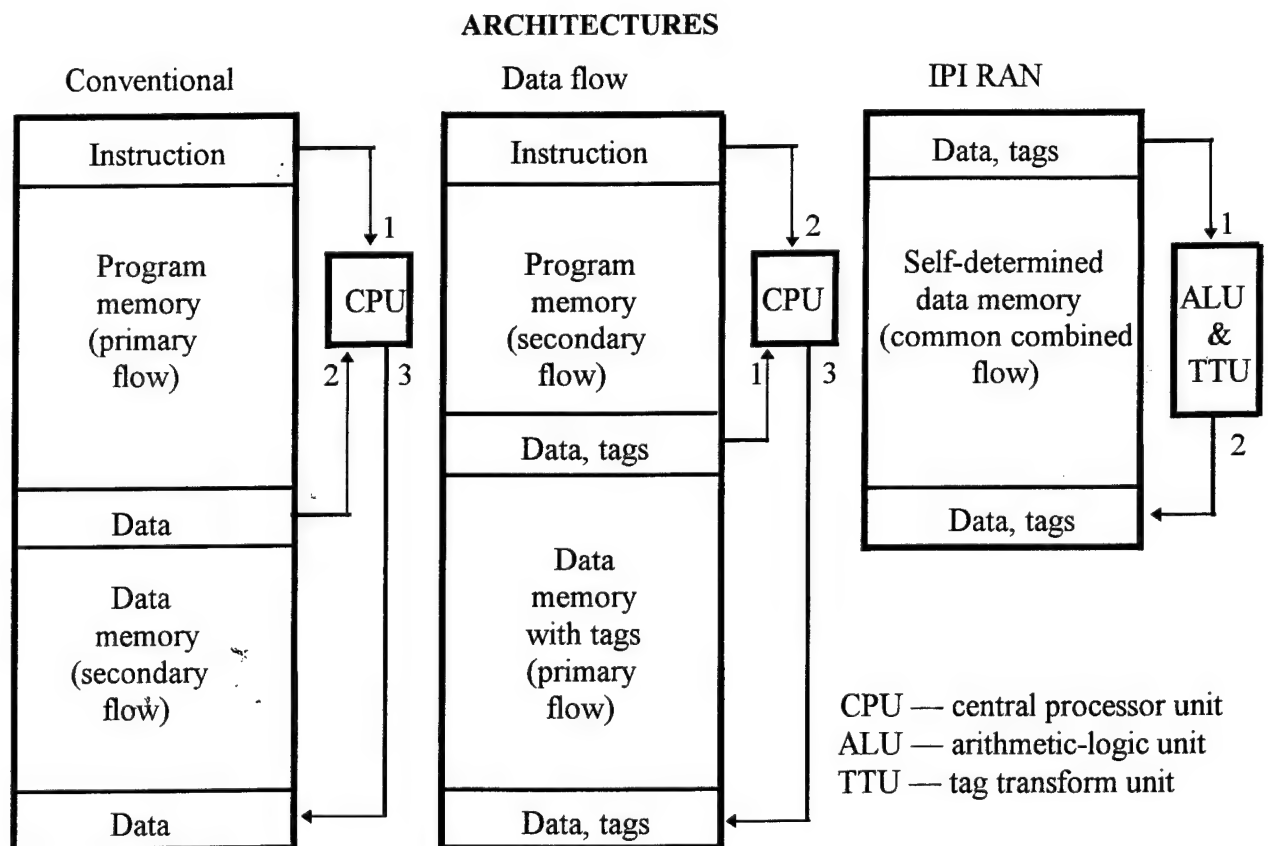 ARCHITECTURES
Conventional
Instruction
1
Program
memory
(primary
flow)
CPU
2
3
Data
Data
memory
(secondary
flow)
Data
Data flow
Instruction
2
Program
memory
(secondary
flow)
CPU
1
3
Data, tags
Data
memory
with tags
(primary
flow)
Data, tags
IPI RAN
Data, tags
1
Self-determined
data memory
(common combined
flow)
ALU
&
TTU
2
Data, tags
CPU — central processor unit
ALU — arithmetic-logic unit
TTU — tag transform unit